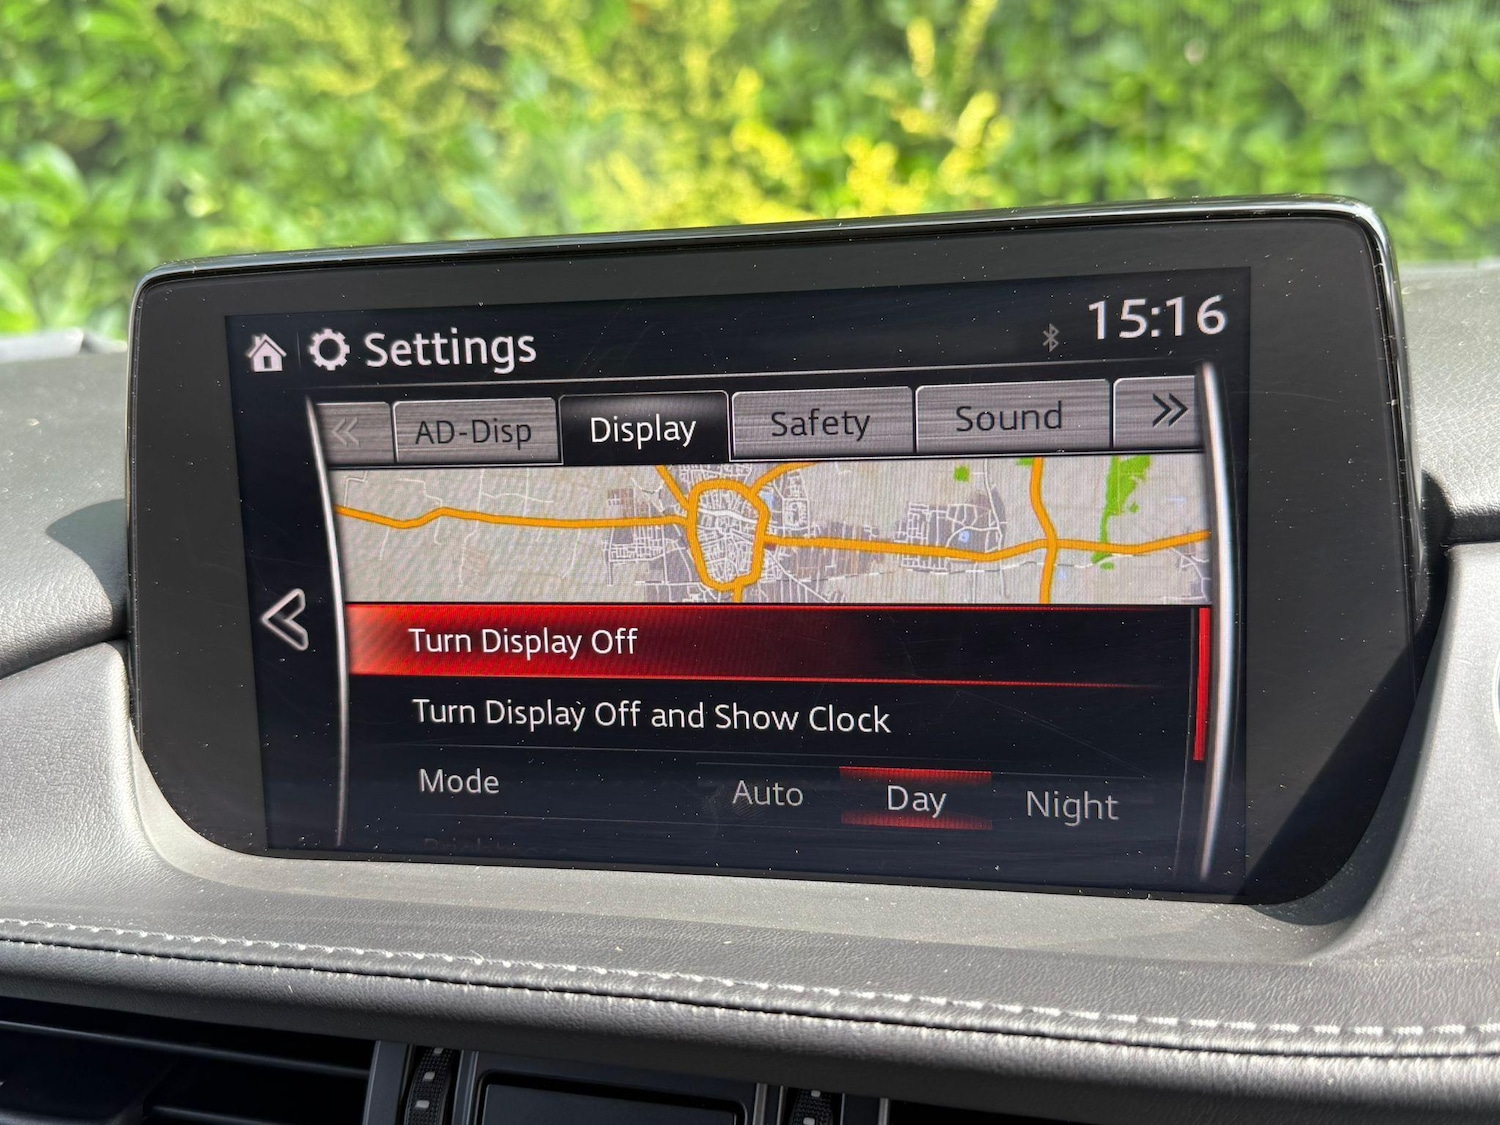 Settings
15:16
AD-Disp Display Safety Sound
Turn Display Off
Turn Display Off and Show Clock
Mode Auto Day Night